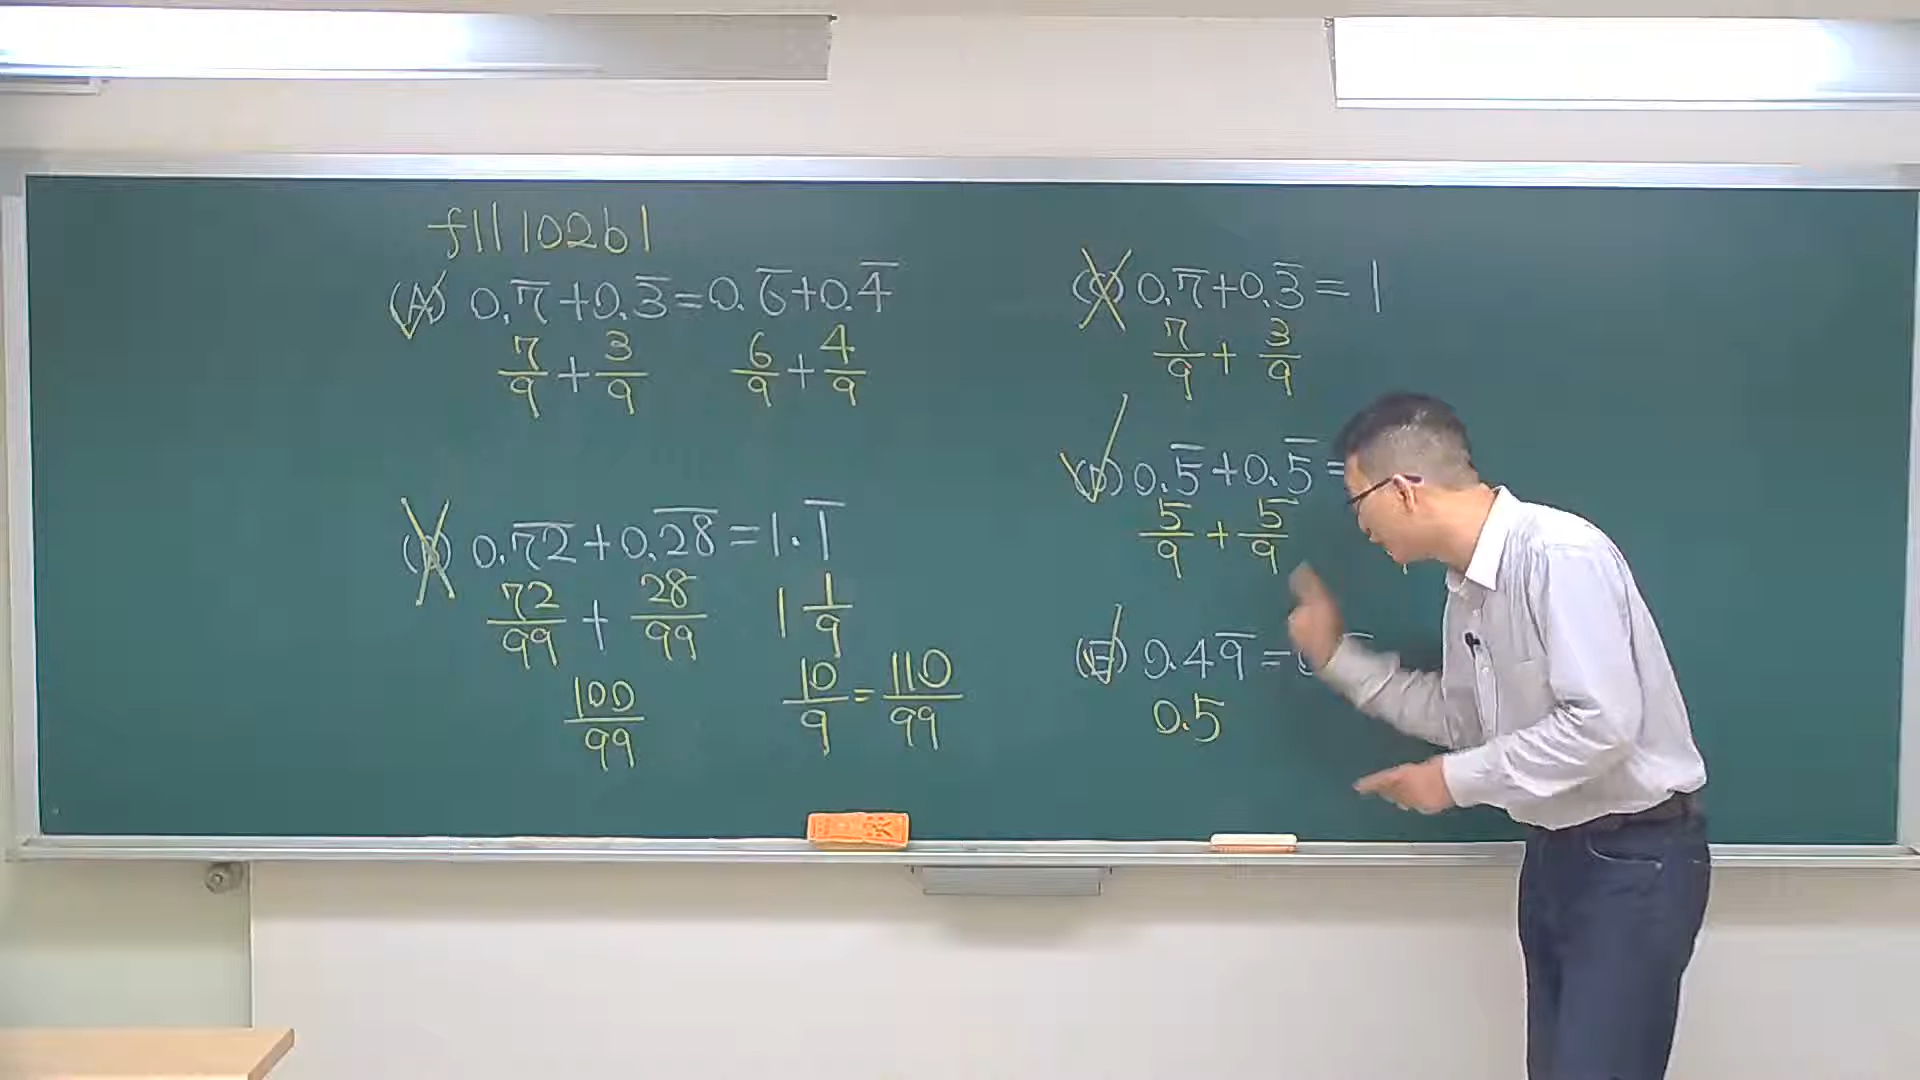 f11102b1
(A) 0.7̅+0.3̅=0.6̅+0.4̅
7/9+3/9 6/9+4/9
(B) 0.7̅2̅+0.2̅8̅=1.1̅
72/99+28/99 1 1/9
100/99 10/9=110/99
(C) 0.7̅+0.3̅=1
7/9+3/9
(D) 0.5̅+0.5̅=
5/9+5/9
(E) 0.49̅=
0.5